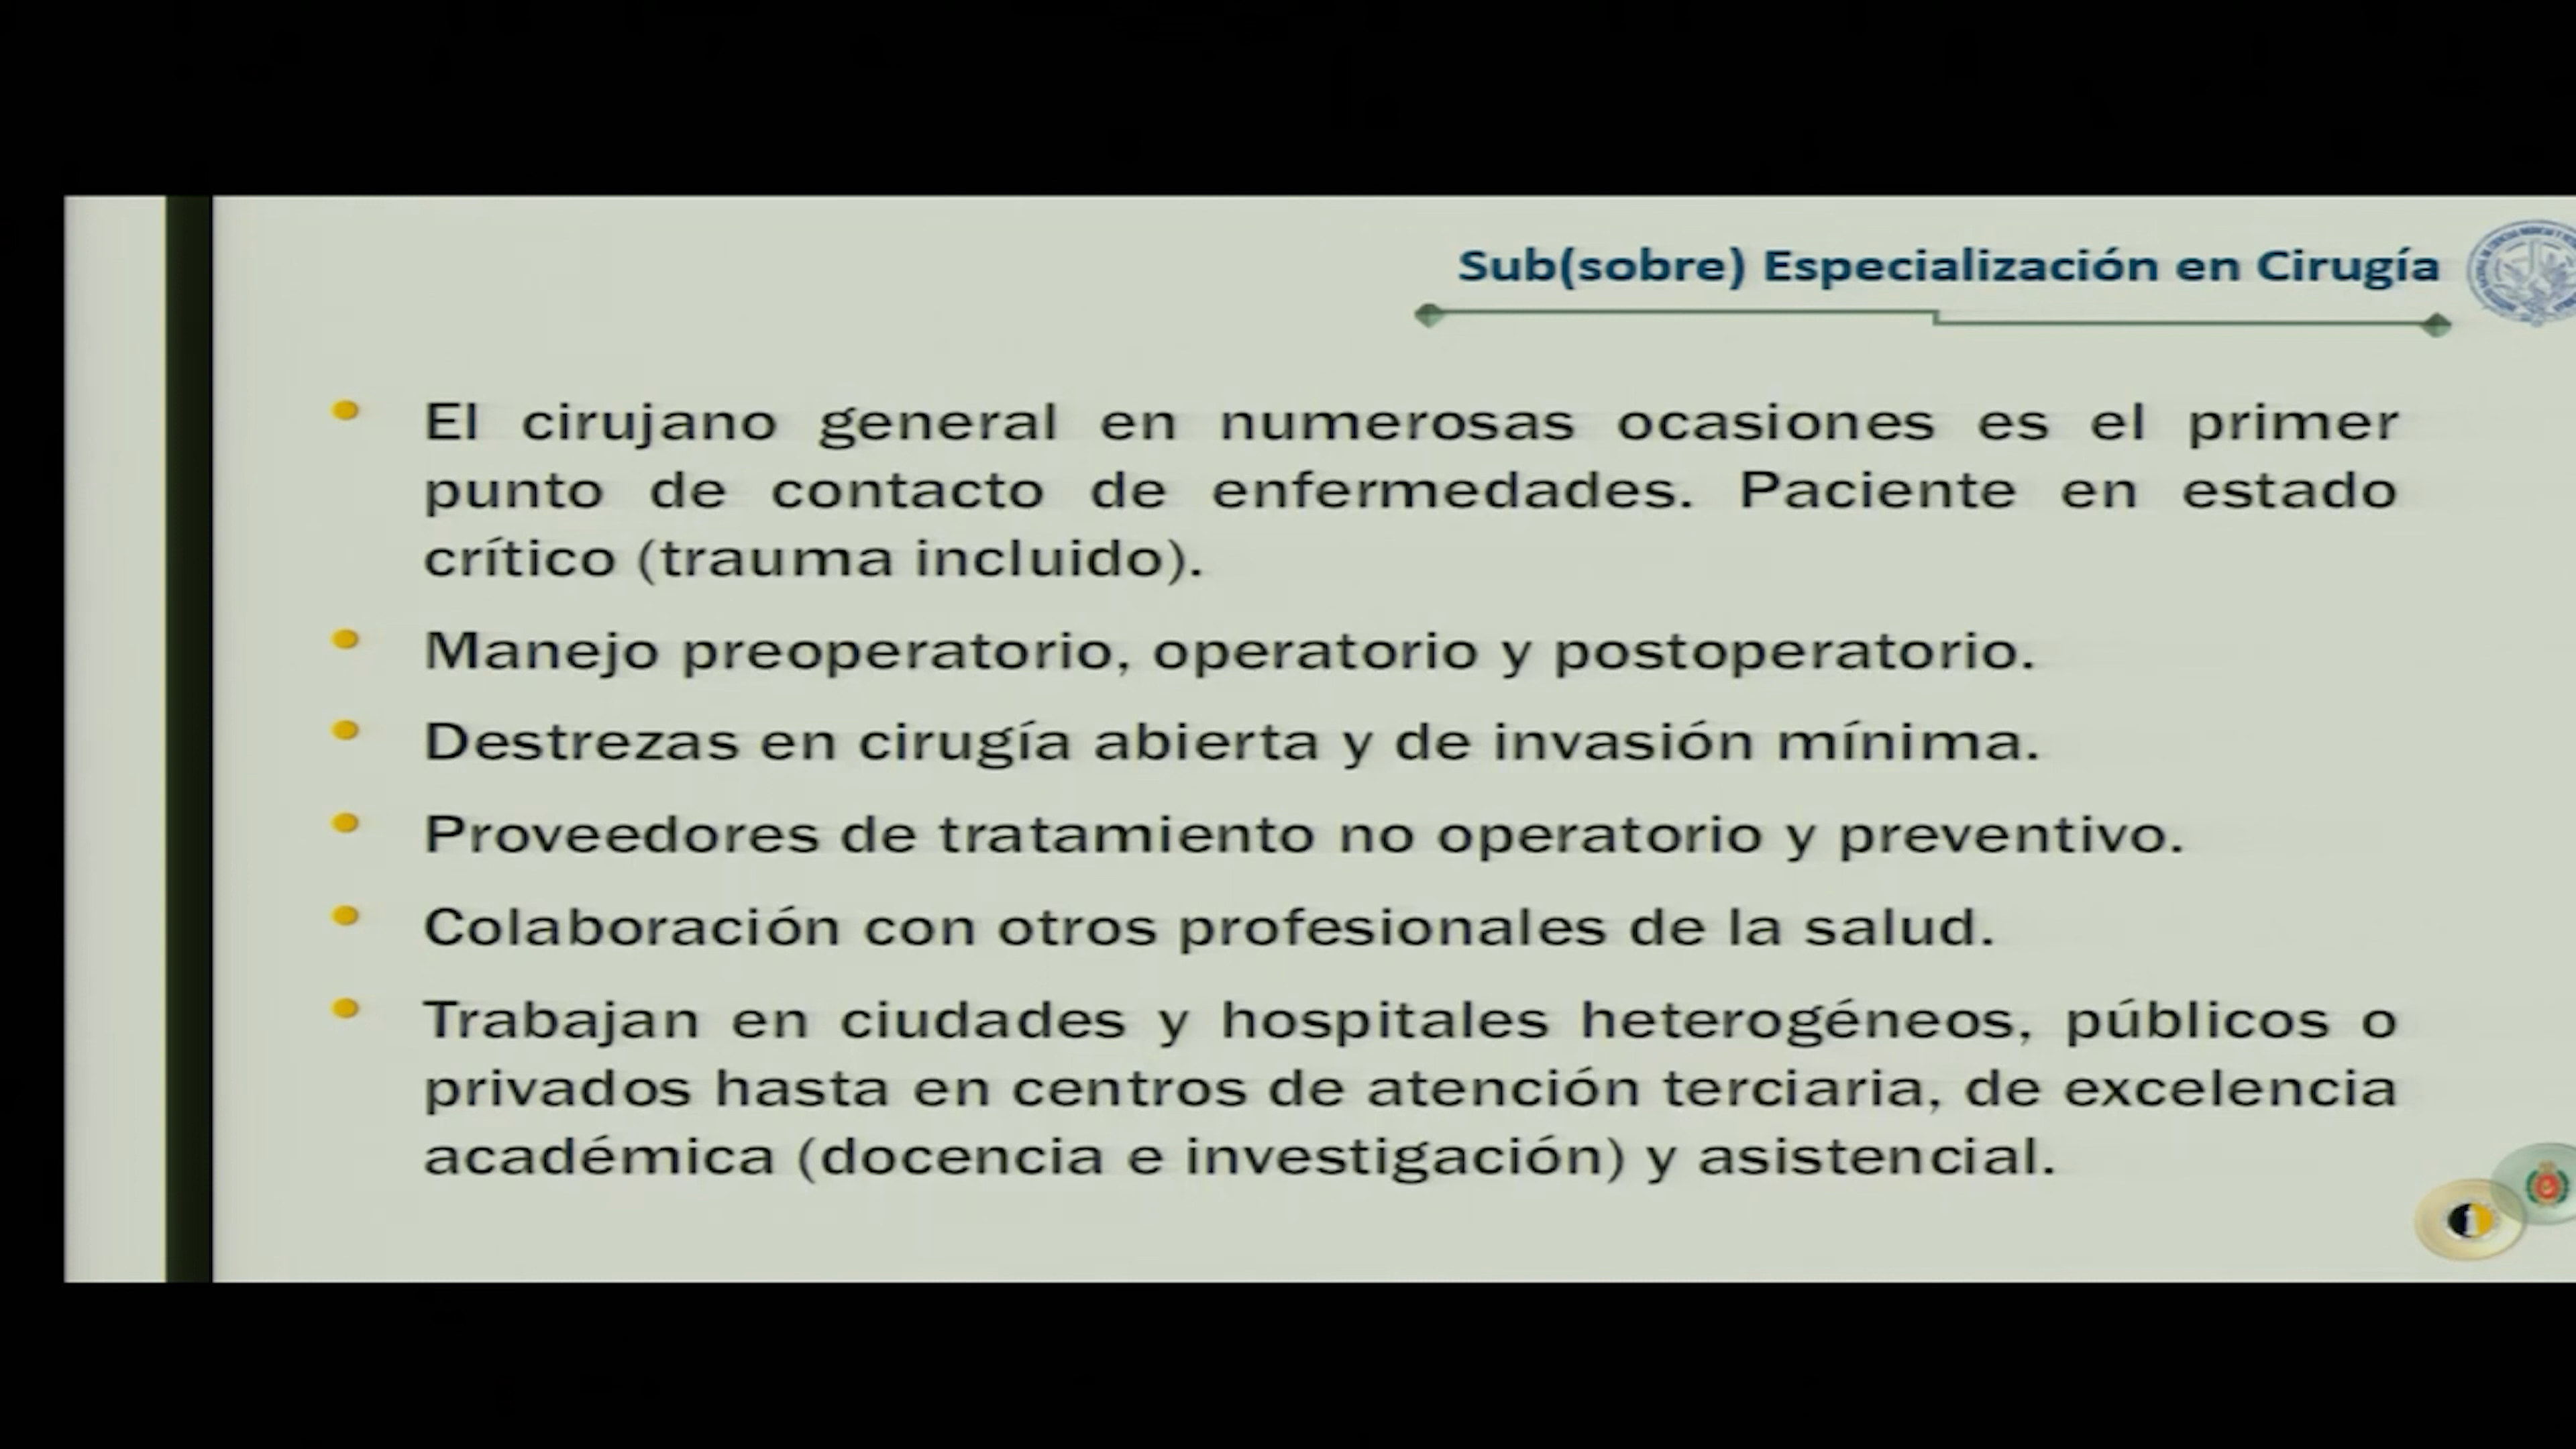 Sub(sobre) Especialización en Cirugía
El cirujano general en numerosas ocasiones es el primer
punto de contacto de enfermedades. Paciente en estado
crítico (trauma incluido).
Manejo preoperatorio, operatorio y postoperatorio.
Destrezas en cirugía abierta y de invasión mínima.
Proveedores de tratamiento no operatorio y preventivo.
Colaboración con otros profesionales de la salud.
Trabajan en ciudades y hospitales heterogéneos, públicos o
privados hasta en centros de atención terciaria, de excelencia
académica (docencia e investigación) y asistencial.